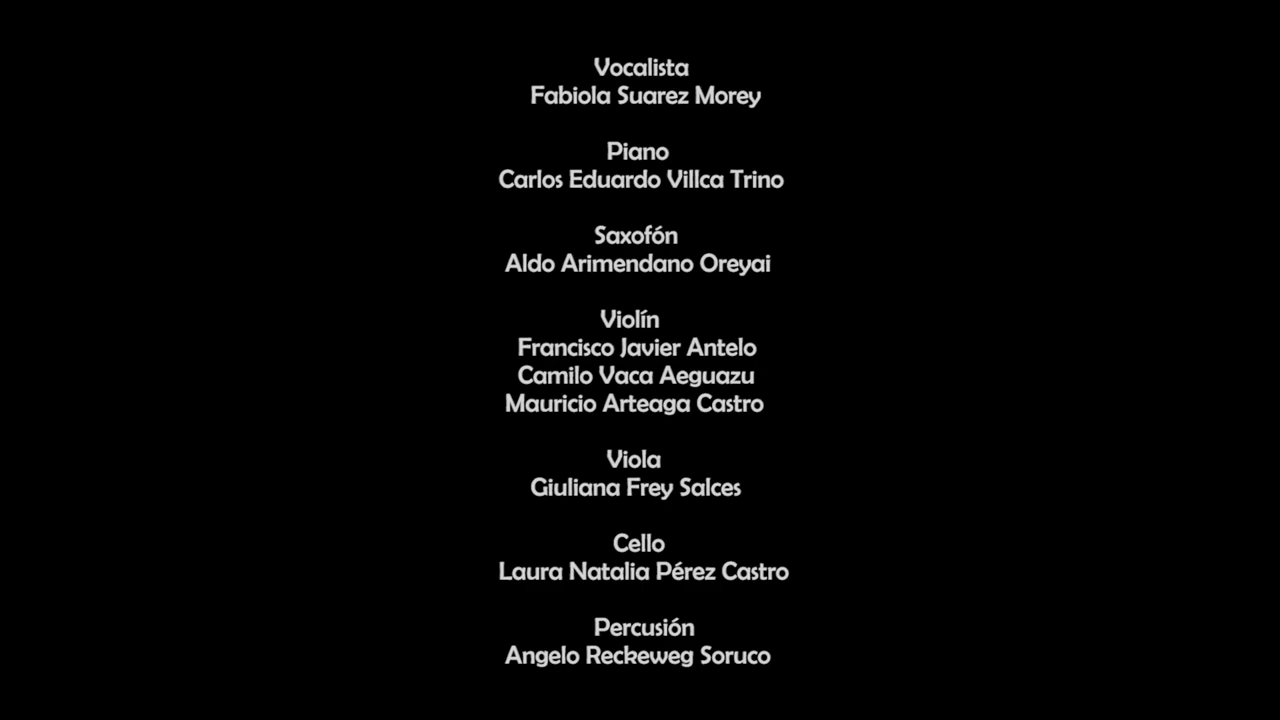 Vocalista
Fabiola Suarez Morey
Piano
Carlos Eduardo Villca Trino
Saxofón
Aldo Arimendano Oreyai
Violín
Francisco Javier Antelo
Camilo Vaca Aeguazu
Mauricio Arteaga Castro
Viola
Giuliana Frey Salces
Cello
Laura Natalia Pérez Castro
Percusión
Angelo Reckeweg Soruco